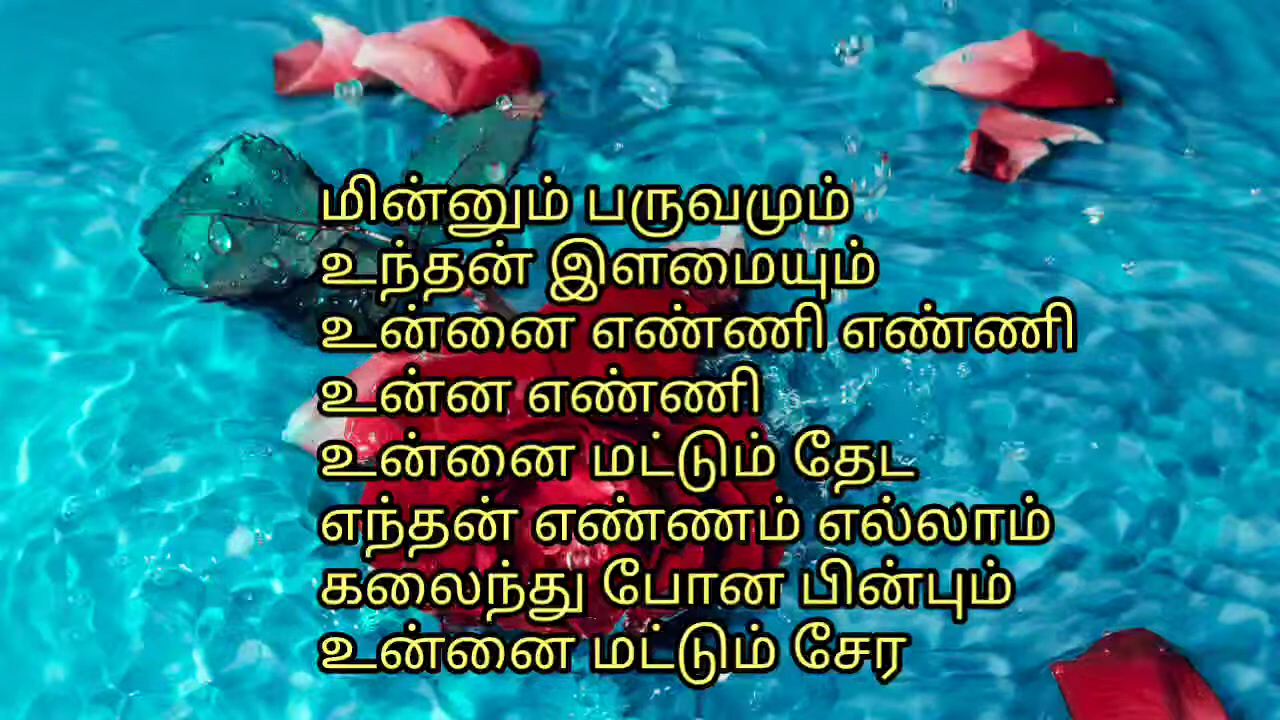 மின்னும் பருவமும்
உந்தன் இளமையும்
உன்னை எண்ணி எண்ணி
உன்ன எண்ணி
உன்னை மட்டும் தேட
எந்தன் எண்ணம் எல்லாம்
கலைந்து போன பின்பும்
உன்னை மட்டும் சேர